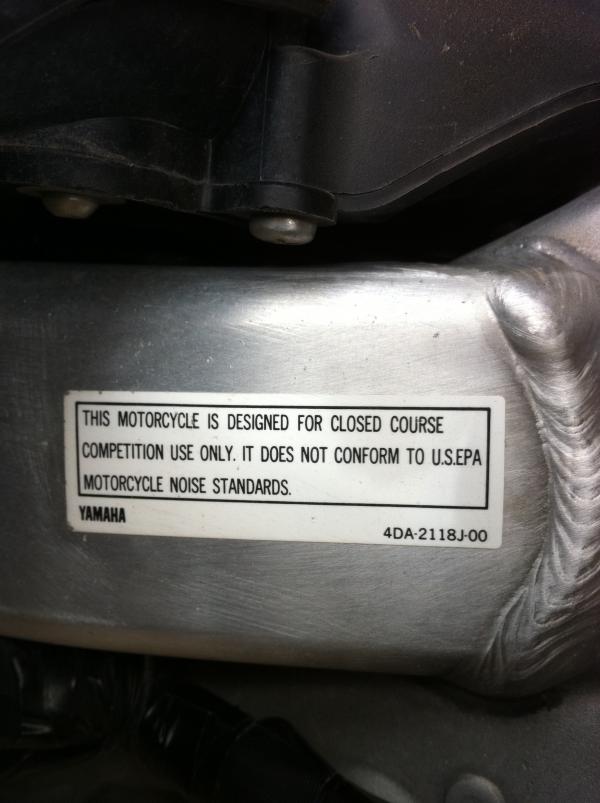 THIS MOTORCYCLE IS DESIGNED FOR CLOSED COURSE
COMPETITION USE ONLY. IT DOES NOT CONFORM TO U.S.EPA
MOTORCYCLE NOISE STANDARDS.
YAMAHA
4DA-2118J-00